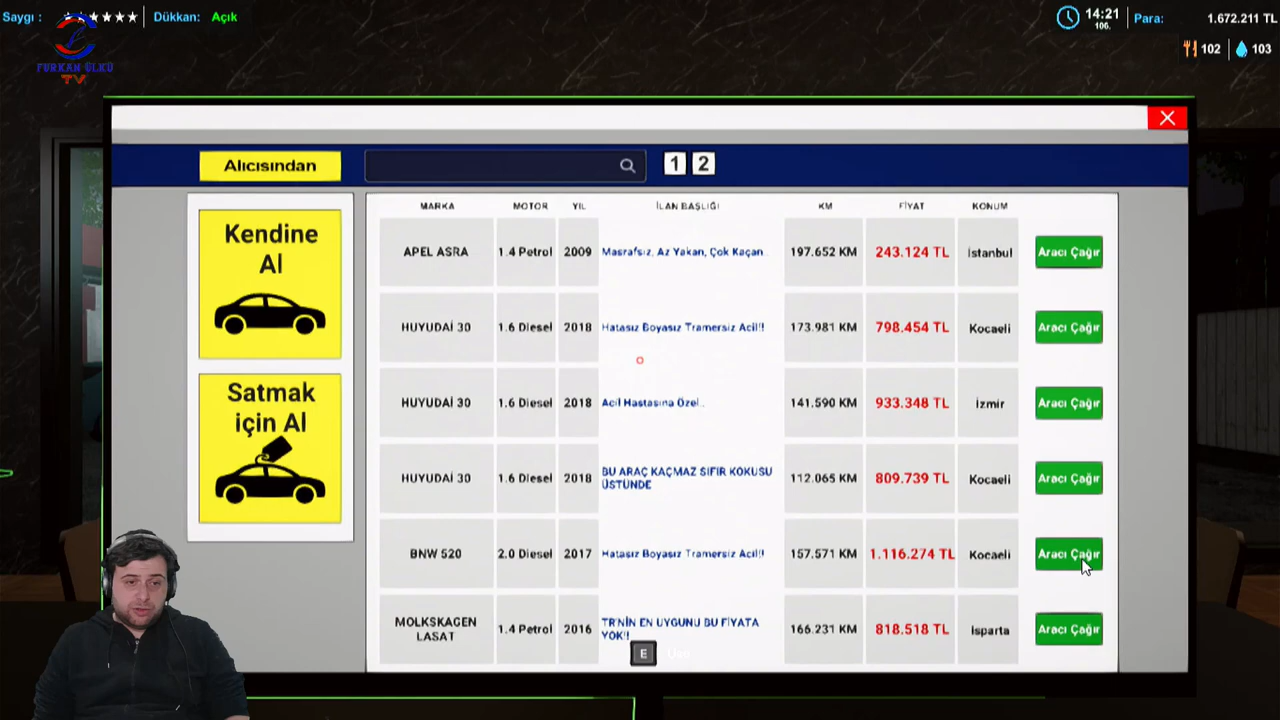 Saygı :
Dükkan: Açık
14:21
106.
Para: 1.672.211 TL
102
103
FURKAN ÜLKÜ
TV
Alıcısından
1 2
Kendine
Al
Satmak
için Al
MARKA MOTOR YIL İLAN BAŞLIĞI KM FİYAT KONUM
APEL ASRA 1.4 Petrol 2009 Masrafsız, Az Yakan, Çok Kaçan.. 197.652 KM 243.124 TL İstanbul Aracı Çağır
HUYUDAİ 30 1.6 Diesel 2018 Hatasız Boyasız Tramersiz Acil!! 173.981 KM 798.454 TL Kocaeli Aracı Çağır
HUYUDAİ 30 1.6 Diesel 2018 Acil Hastasına Özel.. 141.590 KM 933.348 TL İzmir Aracı Çağır
HUYUDAİ 30 1.6 Diesel 2018 BU ARAÇ KAÇMAZ SIFIR KOKUSU
ÜSTÜNDE 112.065 KM 809.739 TL Kocaeli Aracı Çağır
BNW 520 2.0 Diesel 2017 Hatasız Boyasız Tramersiz Acil!! 157.571 KM 1.116.274 TL Kocaeli Aracı Çağır
MOLKSKAGEN
LASAT 1.4 Petrol 2016 TR'NİN EN UYGUNU BU FİYATA
YOK!! 166.231 KM 818.518 TL Isparta Aracı Çağır
E